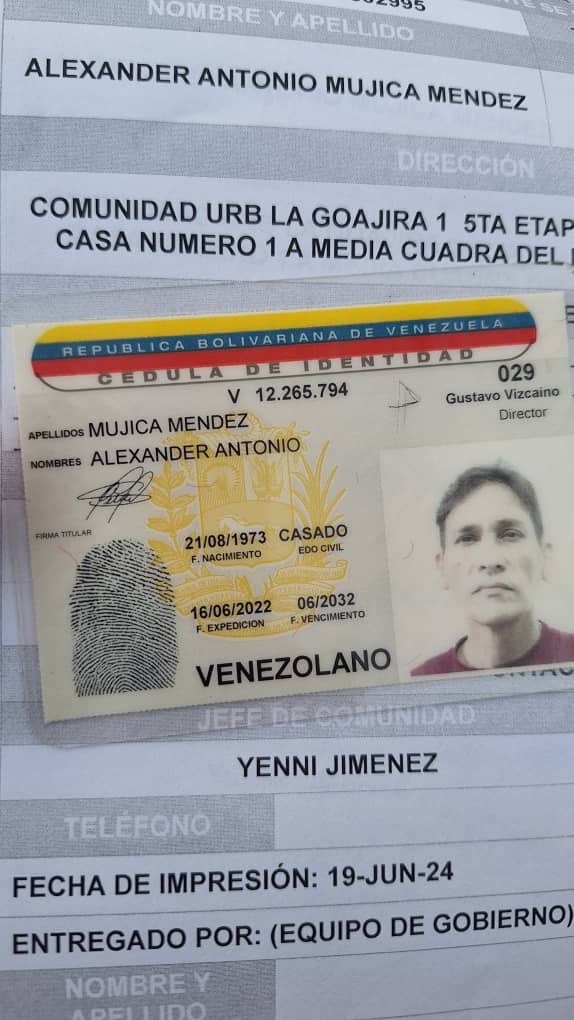 2995
NOMBRE Y APELLIDO
ALEXANDER ANTONIO MUJICA MENDEZ
DIRECCIÓN
COMUNIDAD URB LA GOAJIRA 1 5TA ETAP
CASA NUMERO 1 A MEDIA CUADRA DEL
REPUBLICA BOLIVARIANA DE VENEZUELA
CEDULA DE IDENTIDAD
V 12.265.794
029
Gustavo Vizcaino
Director
APELLIDOS MUJICA MENDEZ
NOMBRES ALEXANDER ANTONIO
FIRMA TITULAR
21/08/1973 CASADO
F. NACIMIENTO EDO CIVIL
16/06/2022 06/2032
F. EXPEDICION F. VENCIMIENTO
VENEZOLANO
JEFE DE COMUNIDAD
YENNI JIMENEZ
TELÉFONO
FECHA DE IMPRESIÓN: 19-JUN-24
ENTREGADO POR: (EQUIPO DE GOBIERNO)
NOMBRE Y
APELLIDO